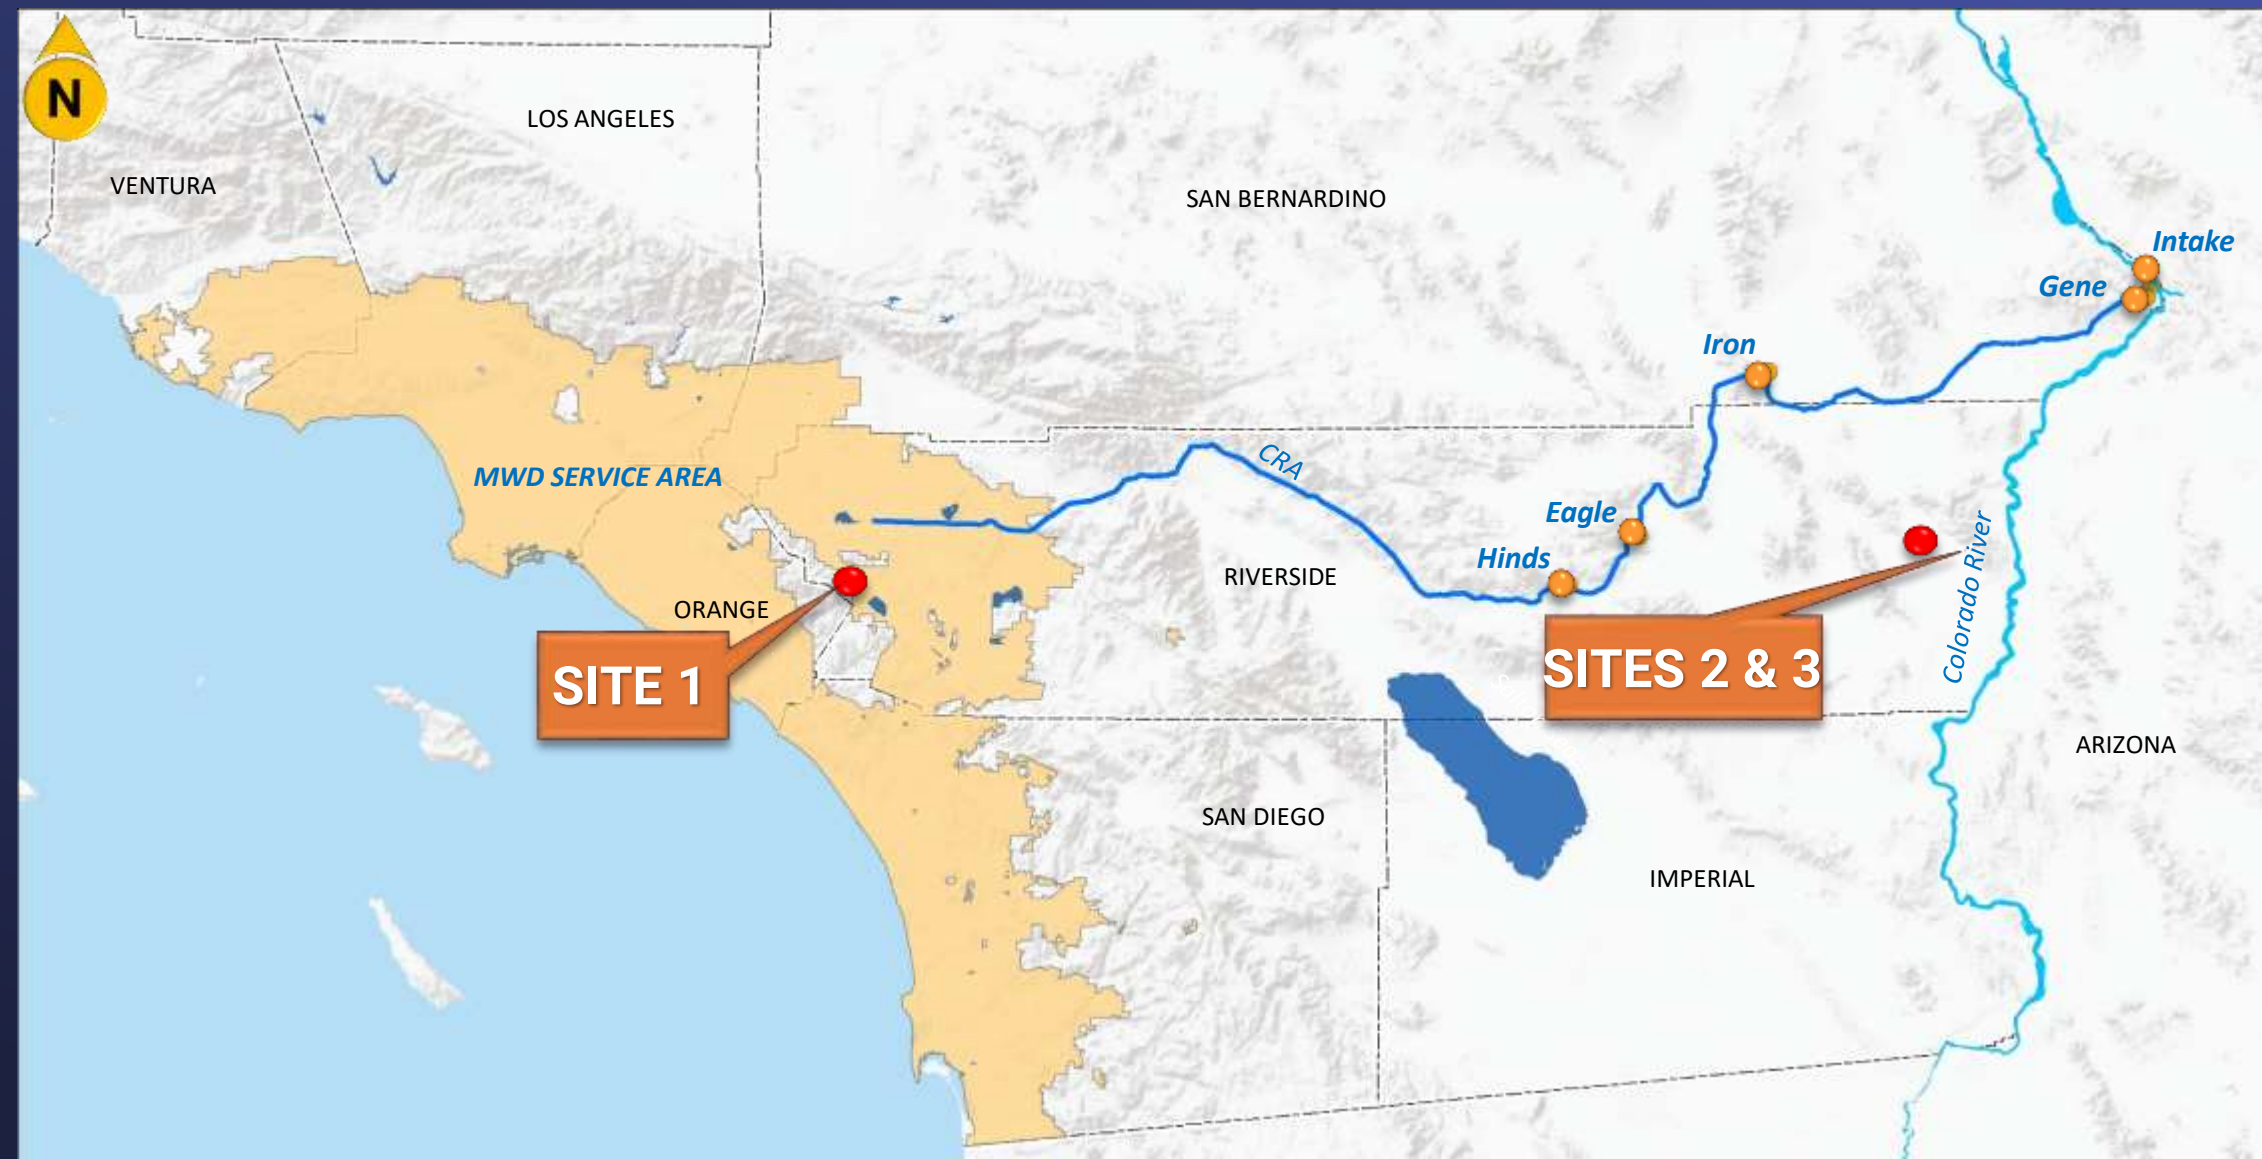 N
LOS ANGELES
VENTURA
SAN BERNARDINO
Intake
Gene
Iron
CRA
MWD SERVICE AREA
Eagle
Hinds
RIVERSIDE
ORANGE
Colorado River
SITE 1
SITES 2 & 3
ARIZONA
SAN DIEGO
IMPERIAL